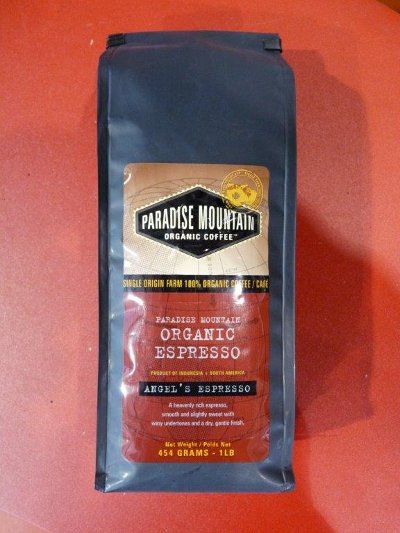 PARADISE MOUNTAIN
ORGANIC COFFEE™
SINGLE ORIGIN FARM 100% ORGANIC COFFEE / CAFÉ
PARADISE MOUNTAIN
ORGANIC
ESPRESSO
PRODUCT OF INDONESIA + SOUTH AMERICA
ANGEL'S ESPRESSO
A heavenly rich espresso,
smooth and slightly sweet with
winy undertones and a dry, gentle finish.
Net Weight / Poids Net
454 GRAMS - 1LB